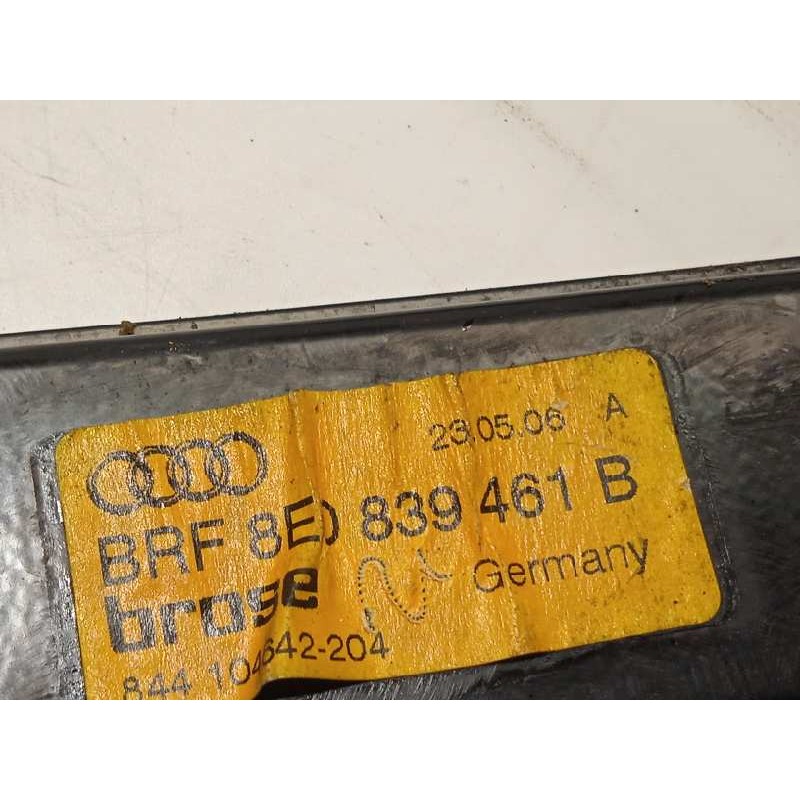 23.05.06 A
BRF 8E0 839 461 B
brose Germany
844 104642-204